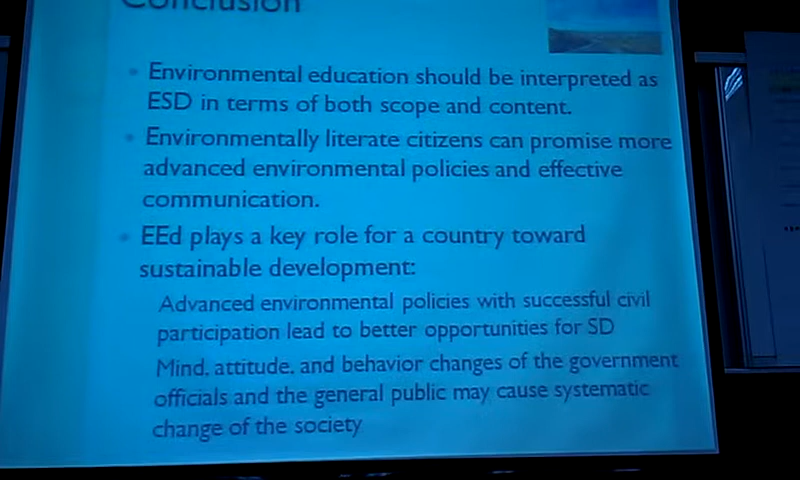 Conclusion
Environmental education should be interpreted as
ESD in terms of both scope and content.
Environmentally literate citizens can promise more
advanced environmental policies and effective
communication.
EEd plays a key role for a country toward
sustainable development:
Advanced environmental policies with successful civil
participation lead to better opportunities for SD
Mind, attitude, and behavior changes of the government
officials and the general public may cause systematic
change of the society